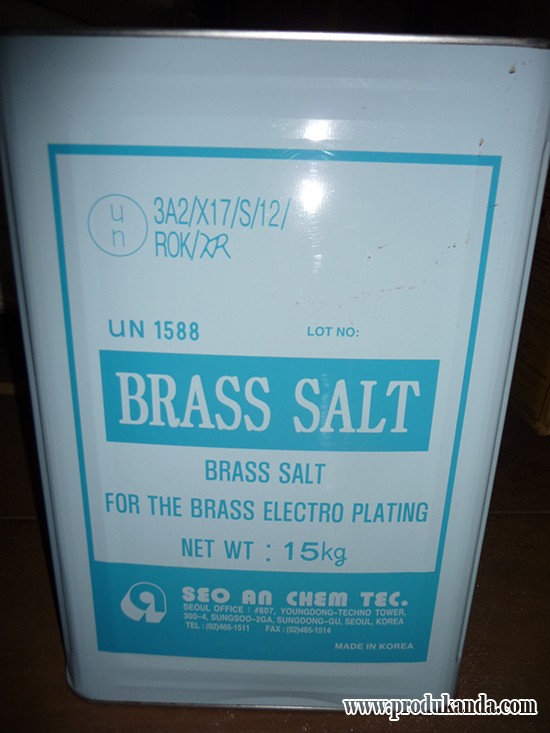 un
3A2/X17/S/12/
ROK/
UN 1588
LOT NO:
BRASS SALT
BRASS SALT
FOR THE BRASS ELECTRO PLATING
NET WT : 15kg
SEO AN CHEM TEC.
SEOUL OFFICE : #807, YOUNGDONG-TECHNO TOWER,
300-4, SUNGSOO-2GA, SUNGDONG-GU, SEOUL, KOREA
TEL : (02)465-1511 FAX : (02)465-1514
MADE IN KOREA
www.produkanda.com